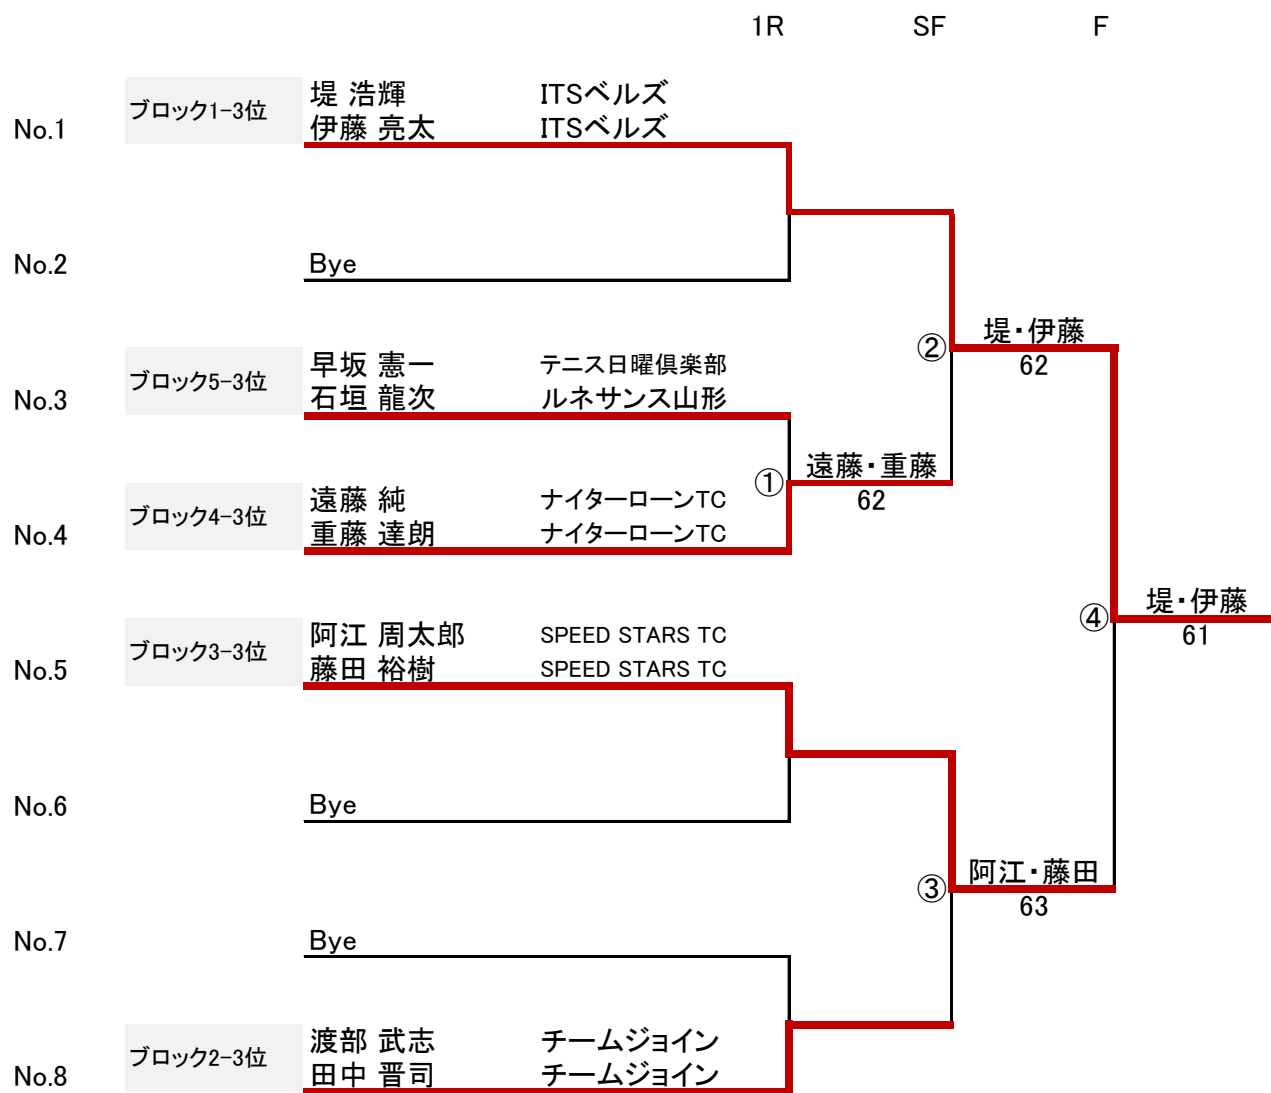 1R SF F
ブロック1-3位 堤 浩輝 ITSベルズ
No.1 伊藤 亮太 ITSベルズ
No.2 Bye
② 堤・伊藤
62
ブロック5-3位 早坂 憲一 テニス日曜倶楽部
No.3 石垣 龍次 ルネサンス山形
① 遠藤・重藤
62
ブロック4-3位 遠藤 純 ナイターローンTC
No.4 重藤 達朗 ナイターローンTC
④ 堤・伊藤
61
ブロック3-3位 阿江 周太郎 SPEED STARS TC
No.5 藤田 裕樹 SPEED STARS TC
No.6 Bye
③ 阿江・藤田
63
No.7 Bye
ブロック2-3位 渡部 武志 チームジョイン
No.8 田中 晋司 チームジョイン